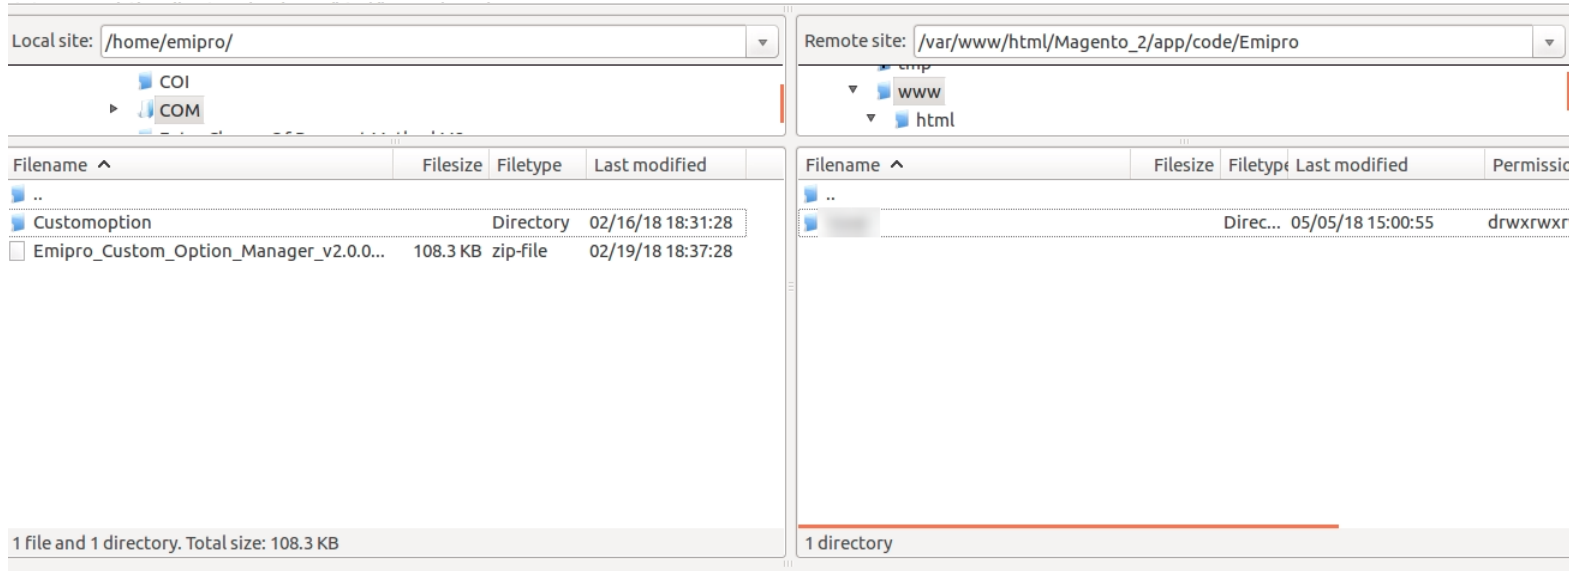 Local site: /home/emipro/
COI
COM
Filename Filesize Filetype Last modified
..
Customoption Directory 02/16/18 18:31:28
Emipro_Custom_Option_Manager_v2.0.0... 108.3 KB zip-file 02/19/18 18:37:28
1 file and 1 directory. Total size: 108.3 KB
Remote site: /var/www/html/Magento_2/app/code/Emipro
tmp
www
html
Filename Filesize Filetype Last modified Permissio
..
Direc... 05/05/18 15:00:55 drwxrwxr
1 directory